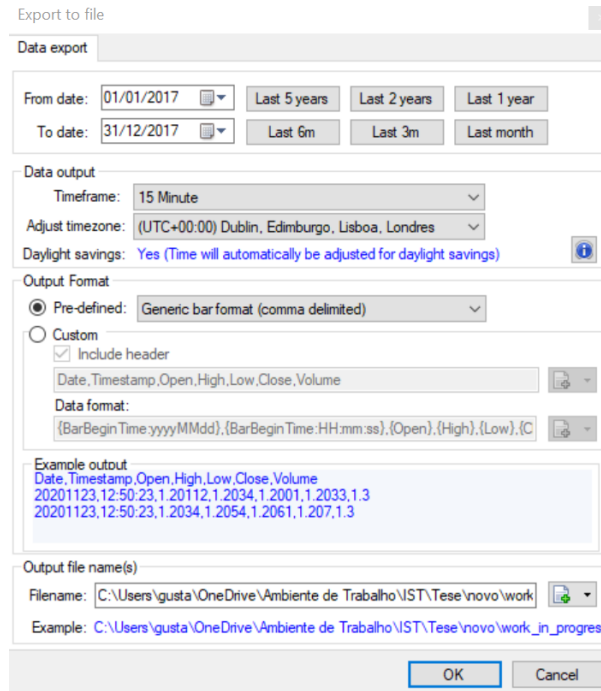 Export to file
Data export
From date: 01/01/2017 Last 5 years Last 2 years Last 1 year
To date: 31/12/2017 Last 6m Last 3m Last month
Data output
Timeframe: 15 Minute
Adjust timezone: (UTC+00:00) Dublin, Edimburgo, Lisboa, Londres
Daylight savings: Yes (Time will automatically be adjusted for daylight savings)
Output Format
Pre-defined: Generic bar format (comma delimited)
Custom
Include header
Date,Timestamp,Open,High,Low,Close,Volume
Data format:
{BarBeginTime:yyyyMMdd},{BarBeginTime:HH:mm:ss},{Open},{High},{Low},{C
Example output
Date,Timestamp,Open,High,Low,Close,Volume
20201123,12:50:23,1.20112,1.2034,1.2001,1.2033,1.3
20201123,12:50:23,1.2034,1.2054,1.2061,1.207,1.3
Output file name(s)
Filename: C:\Users\gusta\OneDrive\Ambiente de Trabalho\IST\Tese\novo\work
Example: C:\Users\gusta\OneDrive\Ambiente de Trabalho\IST\Tese\novo\work_in_progres
OK Cancel